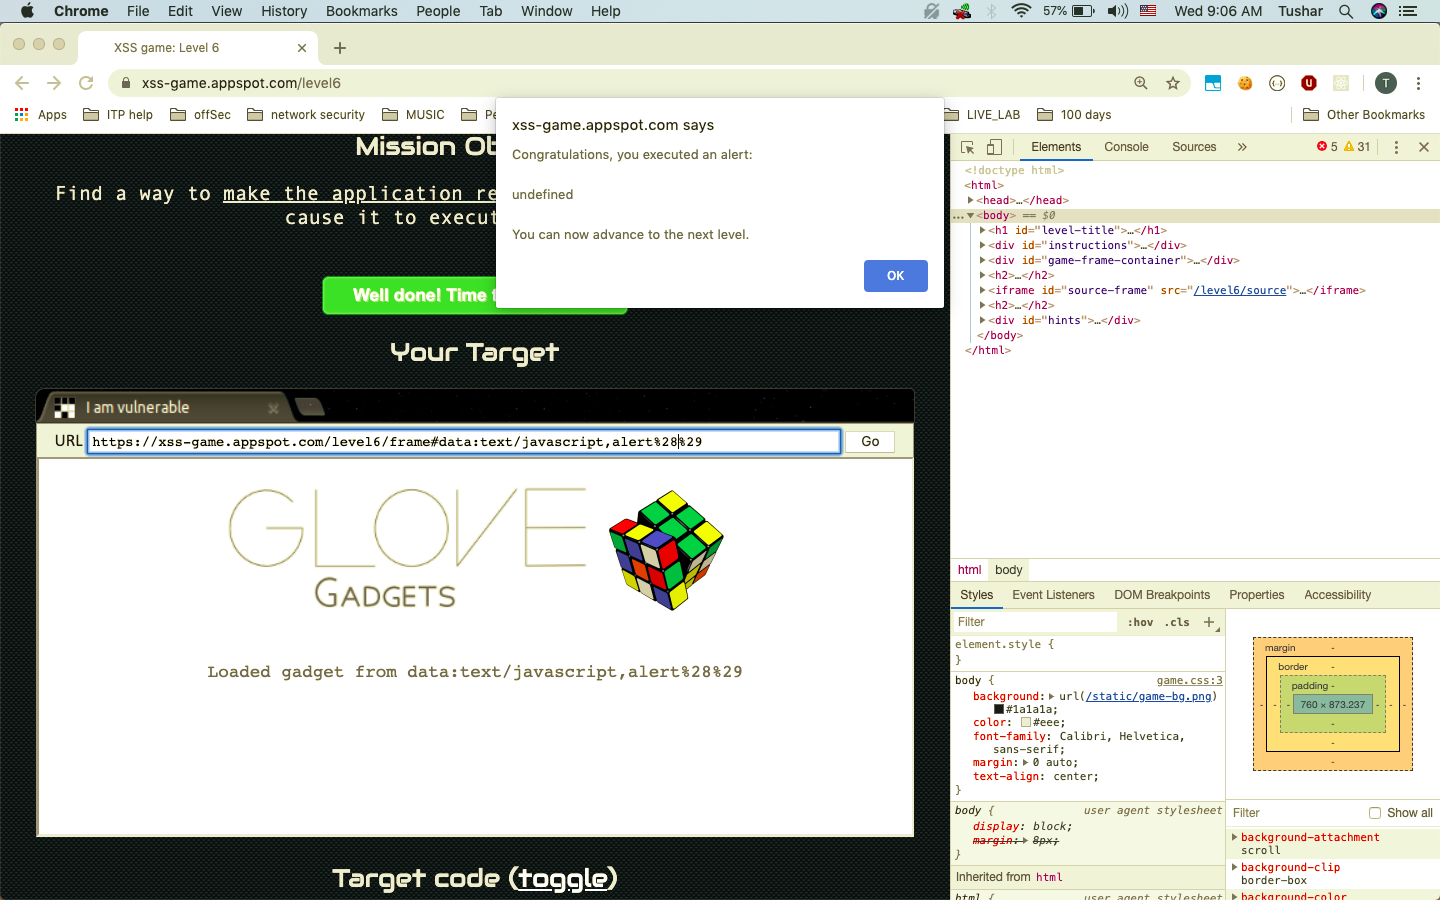 Chrome File Edit View History Bookmarks People Tab Window Help 57% Wed 9:06 AM Tushar
XSS game: Level 6
xss-game.appspot.com/level6 T
Apps ITP help offSec network security MUSIC Pe LIVE_LAB 100 days Other Bookmarks
xss-game.appspot.com says
Congratulations, you executed an alert:
undefined
You can now advance to the next level.
OK
Mission Ob
Find a way to make the application re
cause it to execut
Well done! Time t
Your Target
I am vulnerable
URL https://xss-game.appspot.com/level6/frame#data:text/javascript,alert%28%29 Go
GLOVE
GADGETS
Loaded gadget from data:text/javascript,alert%28%29
Target code (toggle)
Elements Console Sources » 5 31
<!doctype html>
<html>
<head>…</head>
…<body> == $0
<h1 id="level-title">…</h1>
<div id="instructions">…</div>
<div id="game-frame-container">…</div>
<h2>…</h2>
<iframe id="source-frame" src="/level6/source">…</iframe>
<h2>…</h2>
<div id="hints">…</div>
</body>
</html>
html body
Styles Event Listeners DOM Breakpoints Properties Accessibility
Filter :hov .cls +
element.style {
}
body { game.css:3
background: url(/static/game-bg.png)
#1a1a1a;
color: #eee;
font-family: Calibri, Helvetica,
sans-serif;
margin: 0 auto;
text-align: center;
}
body { user agent stylesheet
display: block;
margin: 8px;
}
Inherited from html
html { user agent stylesheet
margin -
border -
padding -
- - - 760 × 873.237 - - -
-
-
-
Filter Show all
background-attachment
scroll
background-clip
border-box
background-color